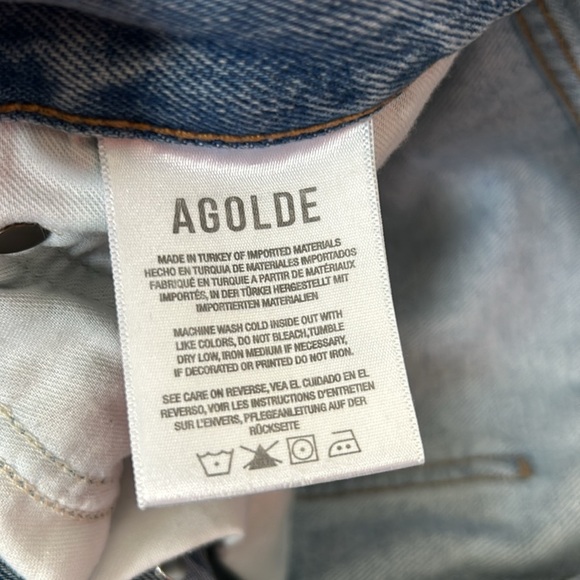 AGOLDE
MADE IN TURKEY OF IMPORTED MATERIALS
HECHO EN TURQUIA DE MATERIALES IMPORTADOS
FABRIQUÉ EN TURQUIE A PARTIR DE MATÉRIAUX
IMPORTÉS, IN DER TÜRKEI HERGESTELLT MIT
IMPORTIERTEN MATERIALIEN
MACHINE WASH COLD INSIDE OUT WITH
LIKE COLORS, DO NOT BLEACH,TUMBLE
DRY LOW, IRON MEDIUM IF NECESSARY,
IF DECORATED OR PRINTED DO NOT IRON.
SEE CARE ON REVERSE,VEA EL CUIDADO EN EL
REVERSO, VOIR LES INSTRUCTIONS D'ENTRETIEN
SUR L'ENVERS, PFLEGEANLEITUNG AUF DER
RÜCKSEITE